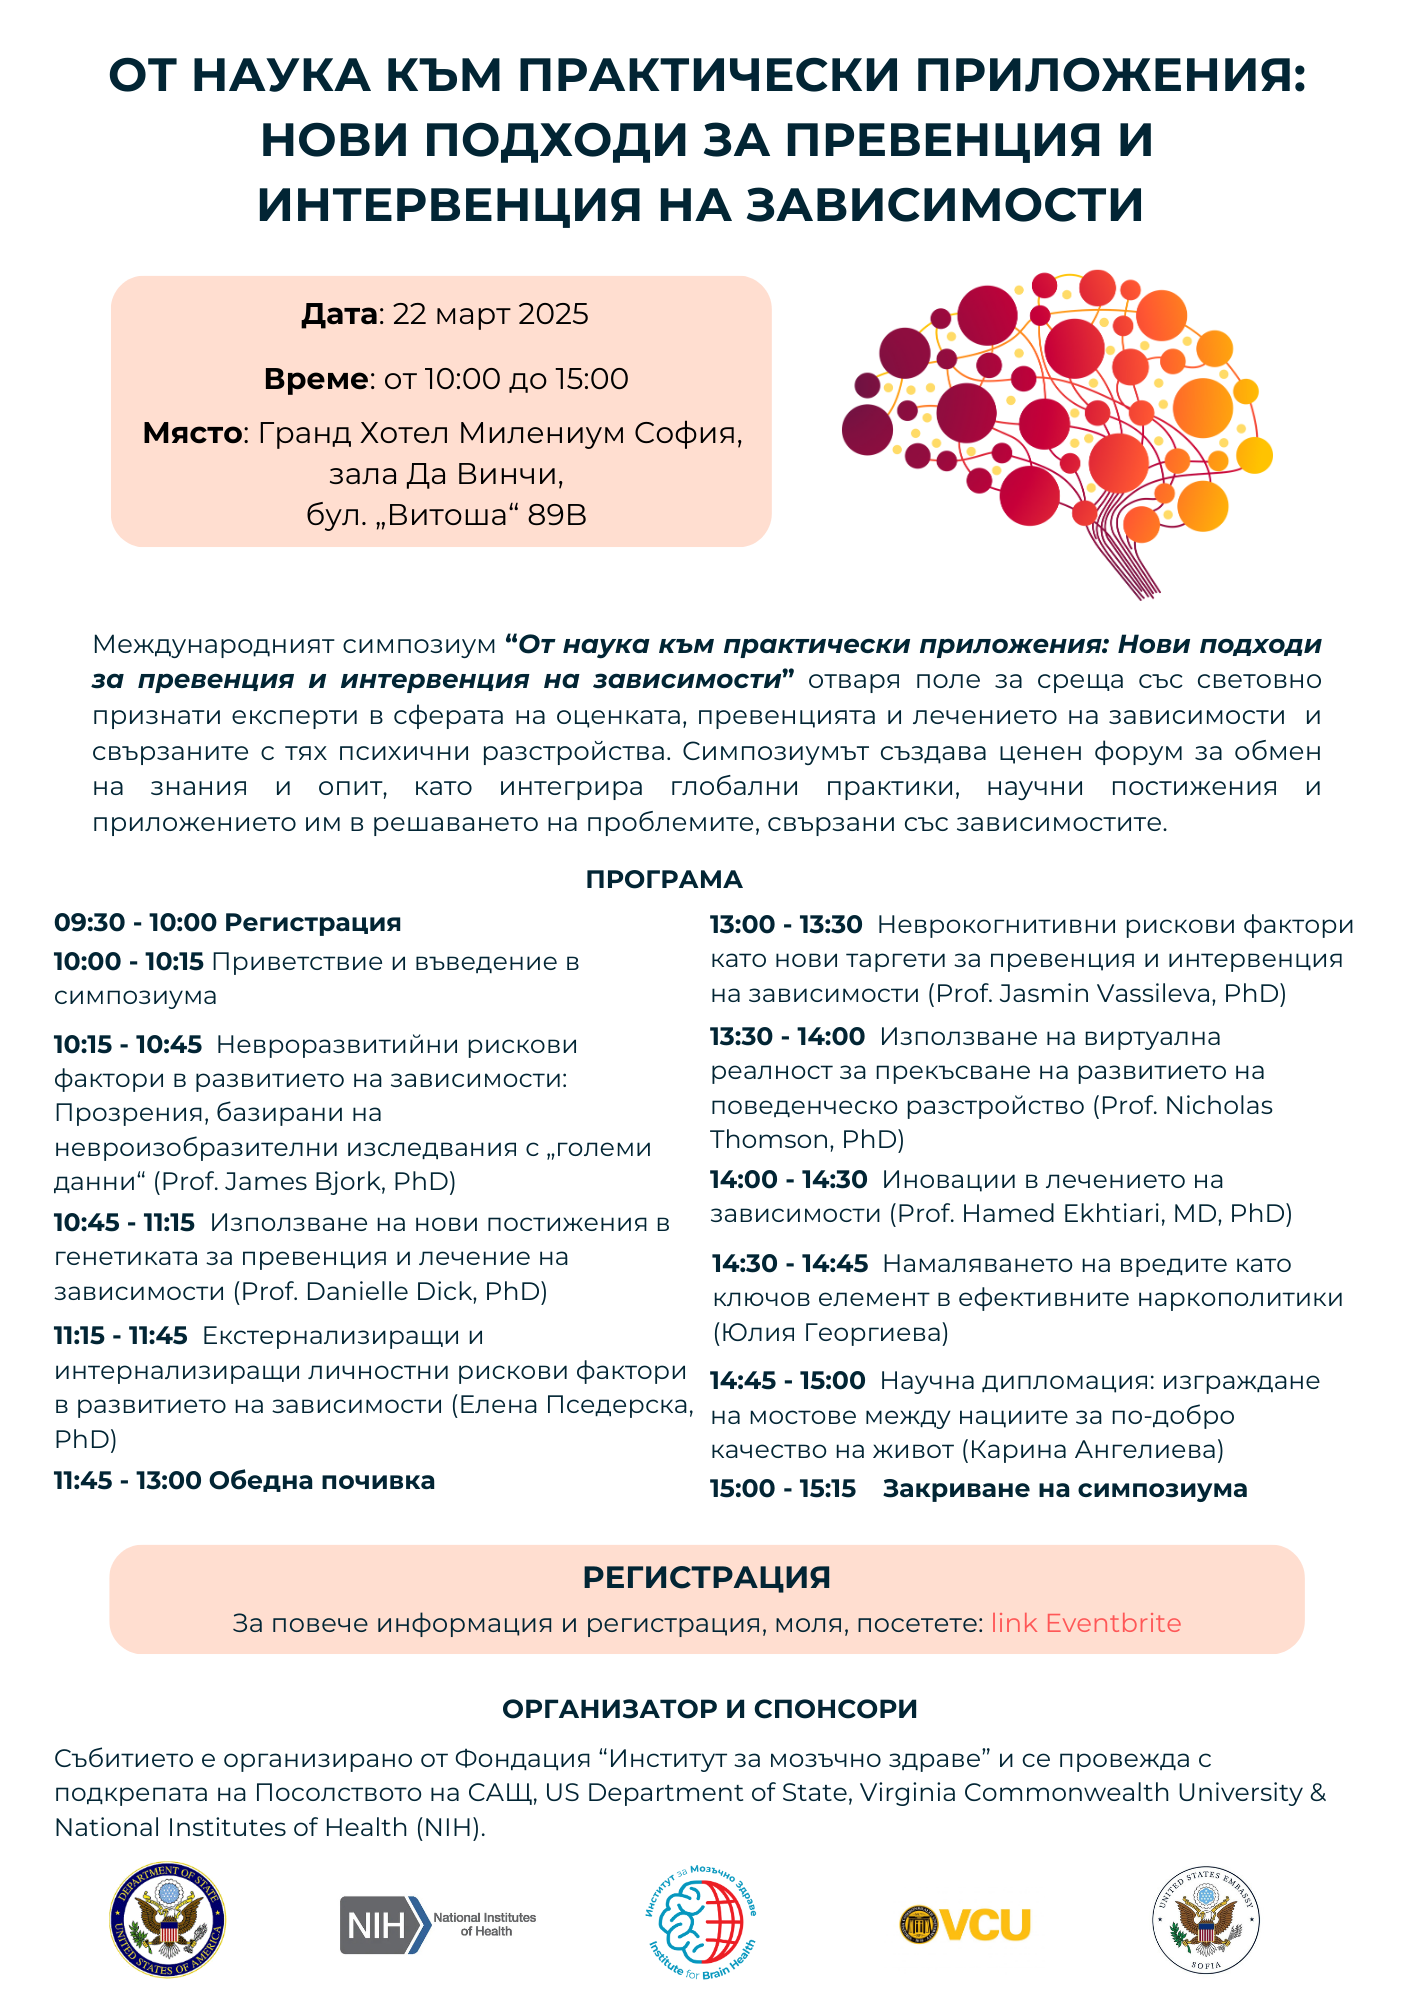 ОТ НАУКА КЪМ ПРАКТИЧЕСКИ ПРИЛОЖЕНИЯ:
НОВИ ПОДХОДИ ЗА ПРЕВЕНЦИЯ И
ИНТЕРВЕНЦИЯ НА ЗАВИСИМОСТИ
Дата: 22 март 2025
Време: от 10:00 до 15:00
Място: Гранд Хотел Милениум София,
зала Да Винчи,
бул. „Витоша“ 89В
Международният симпозиум “От наука към практически приложения: Нови подходи
за превенция и интервенция на зависимости” отваря поле за среща със световно
признати експерти в сферата на оценката, превенцията и лечението на зависимости и
свързаните с тях психични разстройства. Симпозиумът създава ценен форум за обмен
на знания и опит, като интегрира глобални практики, научни постижения и
приложението им в решаването на проблемите, свързани със зависимостите.
ПРОГРАМА
09:30 - 10:00 Регистрация
10:00 - 10:15 Приветствие и въведение в
симпозиума
10:15 - 10:45 Невроразвитийни рискови
фактори в развитието на зависимости:
Прозрения, базирани на
невроизобразителни изследвания с „големи
данни“ (Prof. James Bjork, PhD)
10:45 - 11:15 Използване на нови постижения в
генетиката за превенция и лечение на
зависимости (Prof. Danielle Dick, PhD)
11:15 - 11:45 Екстернализиращи и
интернализиращи личностни рискови фактори
в развитието на зависимости (Елена Пседерска,
PhD)
11:45 - 13:00 Обедна почивка
13:00 - 13:30 Неврокогнитивни рискови фактори
като нови таргети за превенция и интервенция
на зависимости (Prof. Jasmin Vassileva, PhD)
13:30 - 14:00 Използване на виртуална
реалност за прекъсване на развитието на
поведенческо разстройство (Prof. Nicholas
Thomson, PhD)
14:00 - 14:30 Иновации в лечението на
зависимости (Prof. Hamed Ekhtiari, MD, PhD)
14:30 - 14:45 Намаляването на вредите като
ключов елемент в ефективните наркополитики
(Юлия Георгиева)
14:45 - 15:00 Научна дипломация: изграждане
на мостове между нациите за по-добро
качество на живот (Карина Ангелиева)
15:00 - 15:15 Закриване на симпозиума
РЕГИСТРАЦИЯ
За повече информация и регистрация, моля, посетете: link Eventbrite
ОРГАНИЗАТОР И СПОНСОРИ
Събитието е организирано от Фондация “Институт за мозъчно здраве” и се провежда с
подкрепата на Посолството на САЩ, US Department of State, Virginia Commonwealth University &
National Institutes of Health (NIH).
DEPARTMENT OF STATE
UNITED STATES OF AMERICA
NIH National Institutes
of Health
Институт за Мозъчно Здраве
Institute for Brain Health
VCU
UNITED STATES EMBASSY
SOFIA